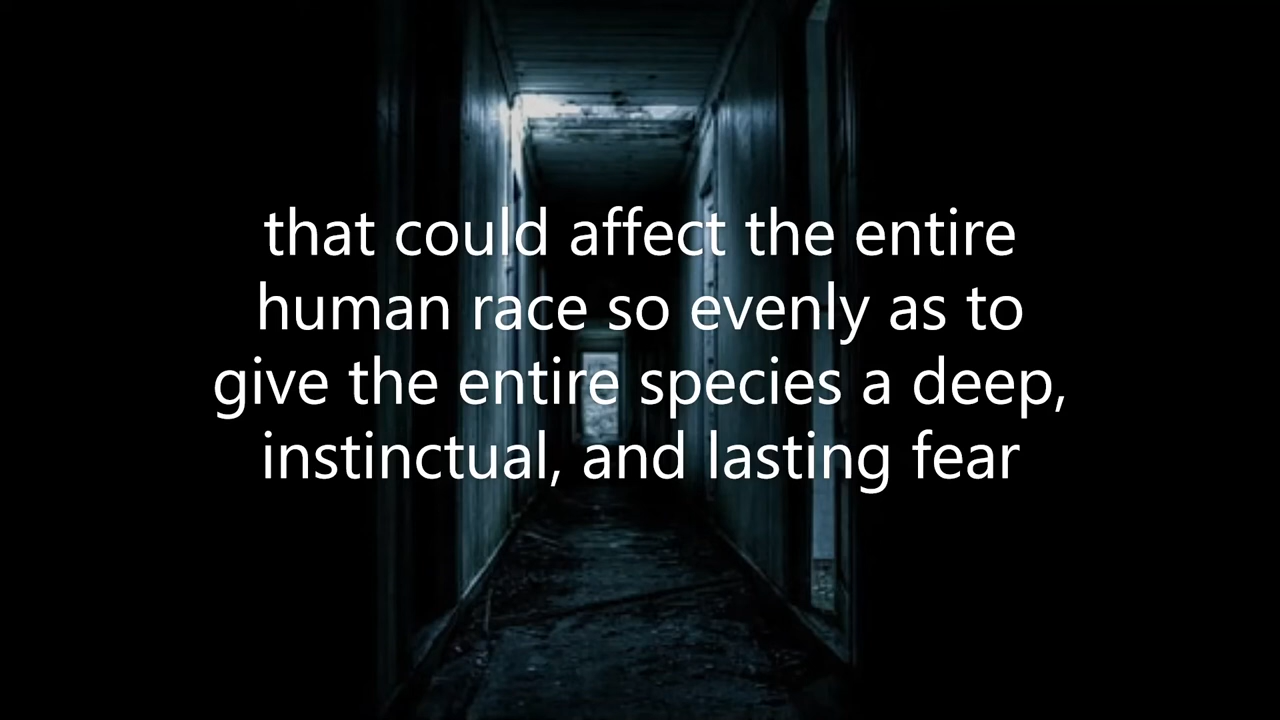 that could affect the entire
human race so evenly as to
give the entire species a deep,
instinctual, and lasting fear